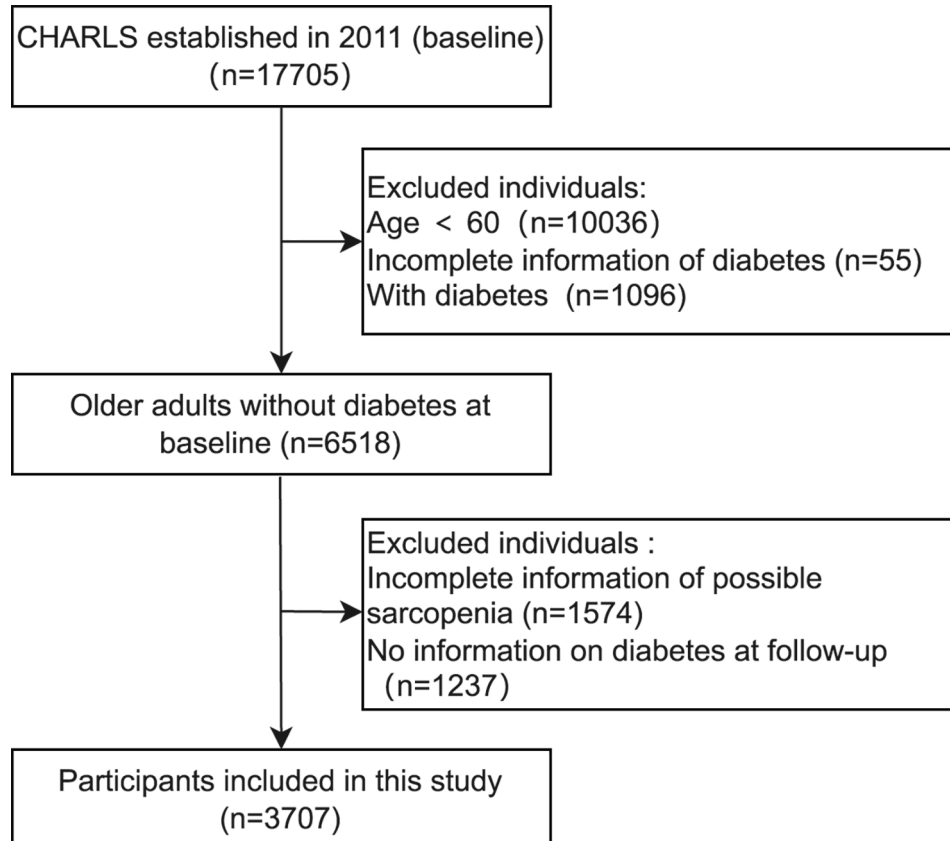 CHARLS established in 2011 (baseline)
(n=17705)
Excluded individuals:
Age < 60 (n=10036)
Incomplete information of diabetes (n=55)
With diabetes (n=1096)
Older adults without diabetes at
baseline (n=6518)
Excluded individuals :
Incomplete information of possible
sarcopenia (n=1574)
No information on diabetes at follow-up
(n=1237)
Participants included in this study
(n=3707)